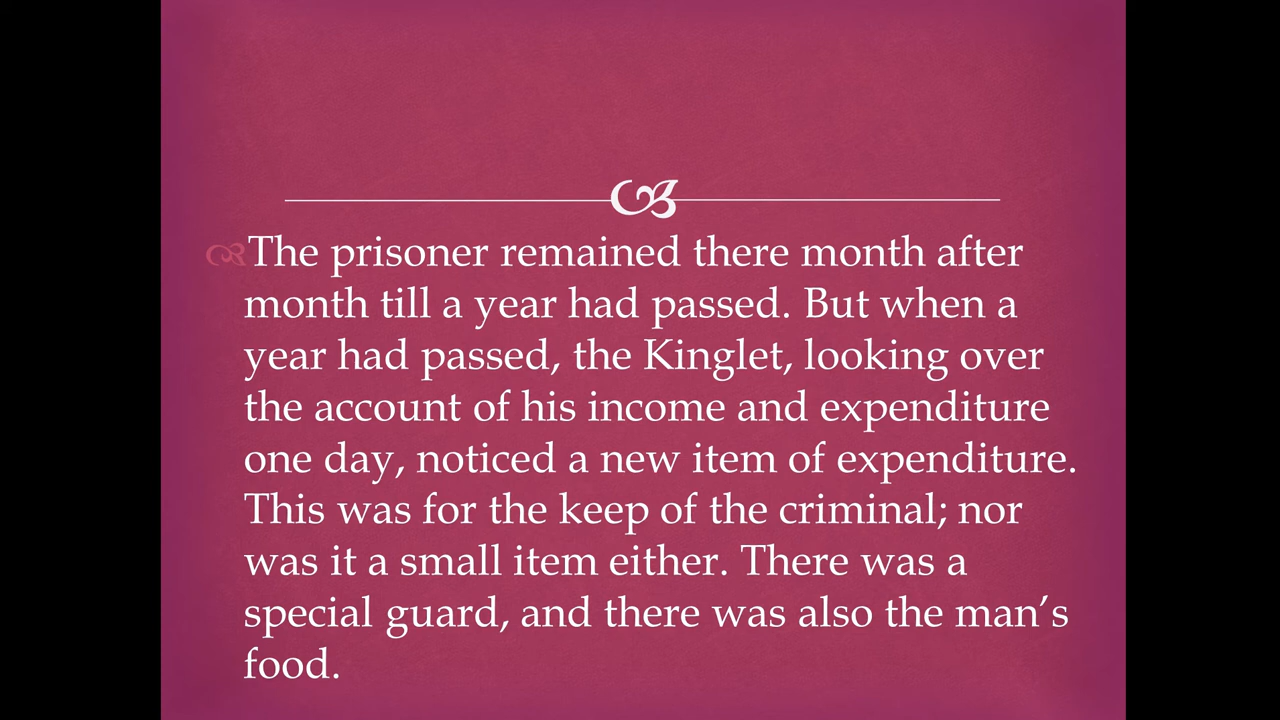 The prisoner remained there month after
month till a year had passed. But when a
year had passed, the Kinglet, looking over
the account of his income and expenditure
one day, noticed a new item of expenditure.
This was for the keep of the criminal; nor
was it a small item either. There was a
special guard, and there was also the man’s
food.